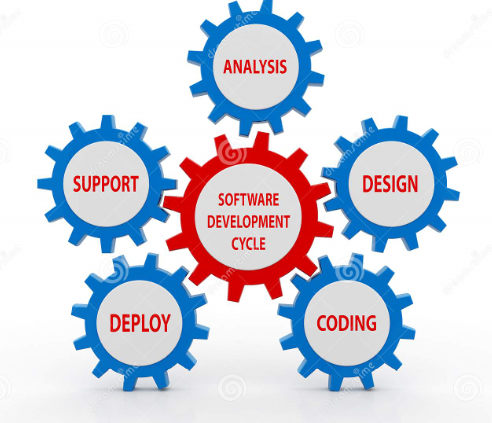 ANALYSIS
SUPPORT
SOFTWARE
DEVELOPMENT
CYCLE
DESIGN
DEPLOY
CODING